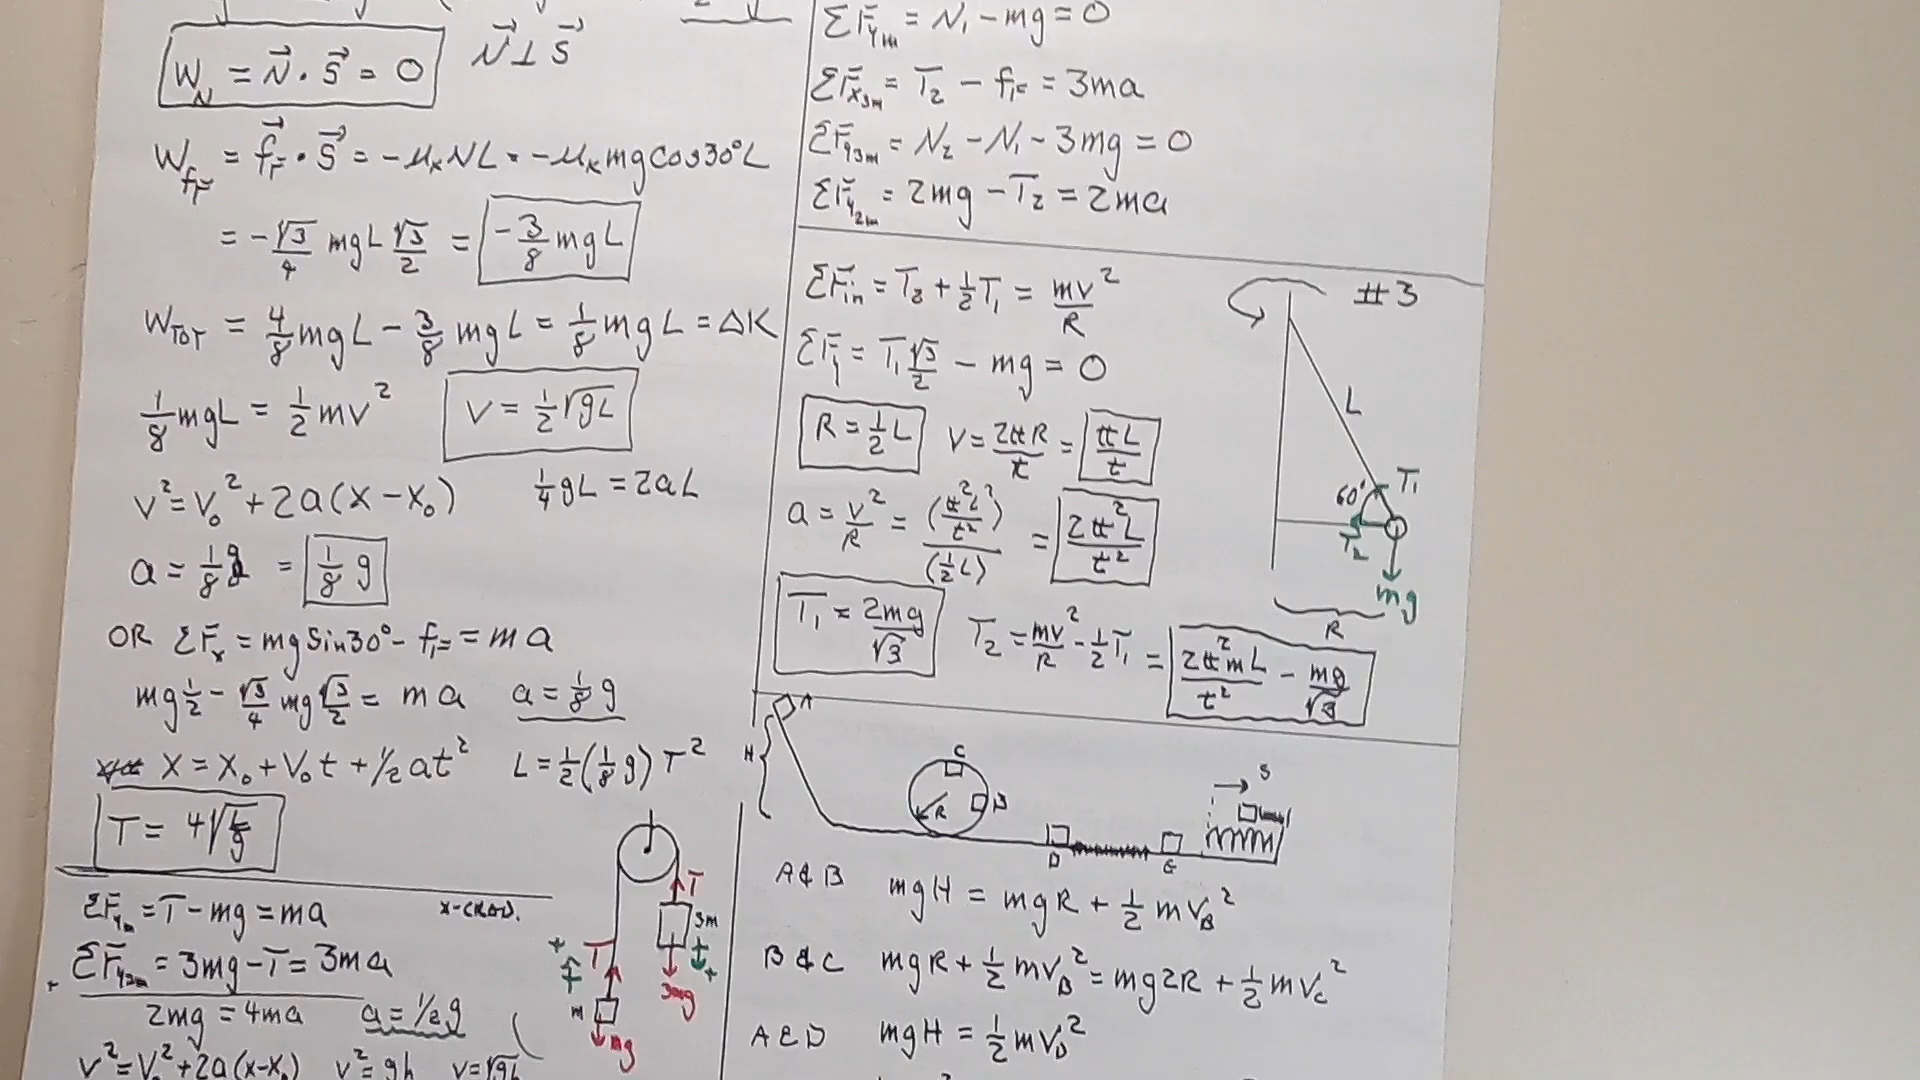 W_N = N⃗ · S⃗ = 0   N⃗ ⊥ S⃗
W_fF = f⃗_F · S⃗ = -μ_K N L = -μ_K mg cos30° L
= -√3/4 mgL √3/2 = -3/8 mgL
W_TOT = 4/8 mgL - 3/8 mgL = 1/8 mgL = ΔK
1/8 mgL = 1/2 mv²   V = 1/2 √gL
V² = V₀² + 2a(x - x₀)   1/4 gL = 2aL
a = 1/8 g = 1/8 g
OR ΣF_x = mg Sin30° - f_F = ma
mg 1/2 - √3/4 mg √3/2 = ma   a = 1/8 g
X = X₀ + V₀t + 1/2 at²   L = 1/2 (1/8 g) T²
T = 4√L/g
ΣF_ym = T - mg = ma
ΣF_y3m = 3mg - T = 3ma
+
2mg = 4ma   a = 1/2 g
V² = V₀² + 2a(x - x₀)   V² = gh   V = √gh
T
3m
+
3mg
+
T
m
mg
ΣF_ym = N₁ - mg = 0
ΣF_x3m = T₂ - f_F = 3ma
ΣF_y3m = N₂ - N₁ - 3mg = 0
ΣF_y2m = 2mg - T₂ = 2ma
#3
ΣF_in = T₂ + 1/2 T₁ = mv²/R
ΣF_y = T₁ √3/2 - mg = 0
R = 1/2 L   V = 2πR/t = πL/t
a = v²/R = (π²L²/t²)/(1/2 L) = 2π²L/t²
T₁ = 2mg/√3   T₂ = mv²/R - 1/2 T₁ = 2π²mL/t² - mg/√3
L
60°
T₁
T₂
mg
R
A
H
C
B
R
D
E
S
A & B   mgH = mgR + 1/2 mV_B²
B & C   mgR + 1/2 mV_B² = mg2R + 1/2 mV_C²
A & D   mgH = 1/2 mV_D²